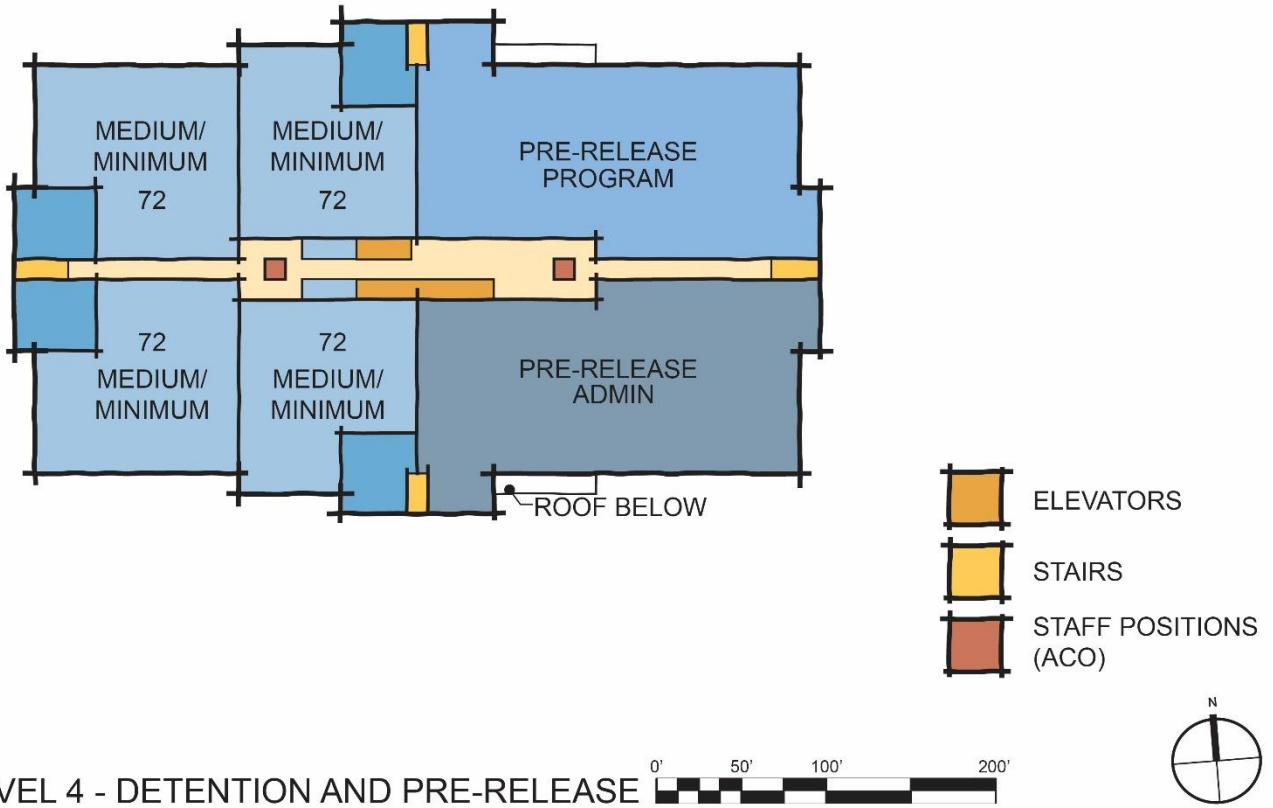 MEDIUM/
MINIMUM
72
MEDIUM/
MINIMUM
72
PRE-RELEASE
PROGRAM
72
MEDIUM/
MINIMUM
72
MEDIUM/
MINIMUM
PRE-RELEASE
ADMIN
ROOF BELOW
ELEVATORS
STAIRS
STAFF POSITIONS
(ACO)
N
VEL 4 - DETENTION AND PRE-RELEASE
0' 50' 100' 200'